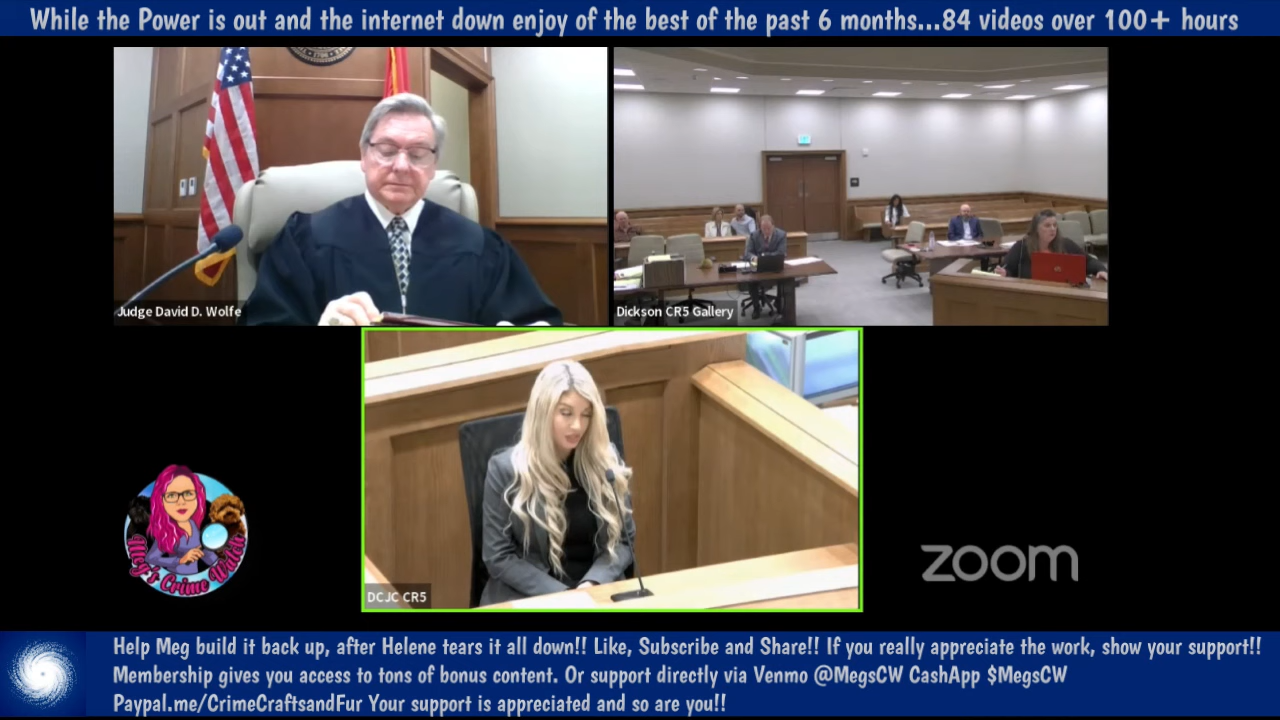 While the Power is out and the internet down enjoy of the best of the past 6 months...84 videos over 100+ hours
Judge David D. Wolfe
Dickson CR5 Gallery
DCJC CR5
Meg's Crime Watch
zoom
Help Meg build it back up, after Helene tears it all down!! Like, Subscribe and Share!! If you really appreciate the work, show your support!!
Membership gives you access to tons of bonus content. Or support directly via Venmo @MegsCW CashApp $MegsCW
Paypal.me/CrimeCraftsandFur Your support is appreciated and so are you!!